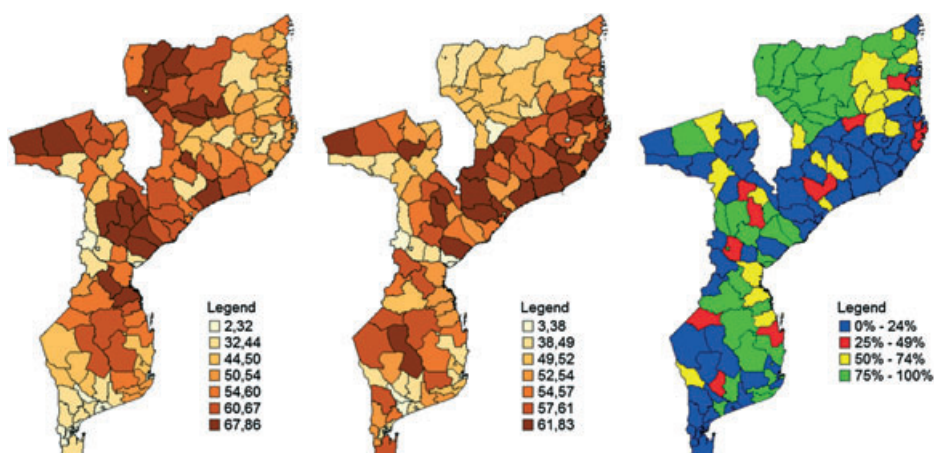 Legend
2,32
32,44
44,50
50,54
54,60
60,67
67,86
Legend
3,38
38,49
49,52
52,54
54,57
57,61
61,83
Legend
0% - 24%
25% - 49%
50% - 74%
75% - 100%